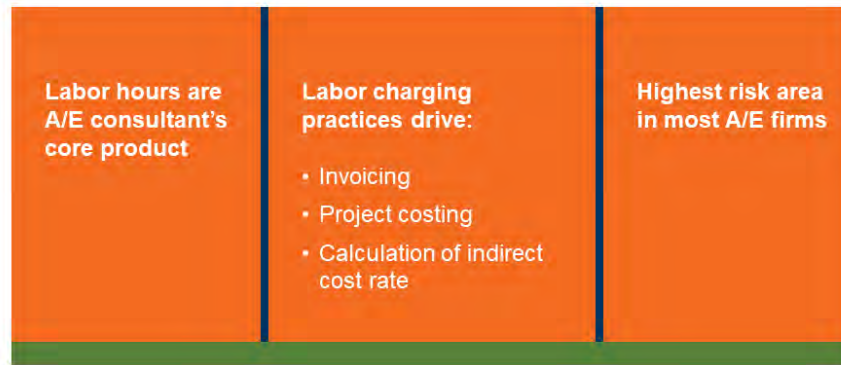 Labor hours are
A/E consultant's
core product
Labor charging
practices drive:
• Invoicing
• Project costing
• Calculation of indirect
cost rate
Highest risk area
in most A/E firms